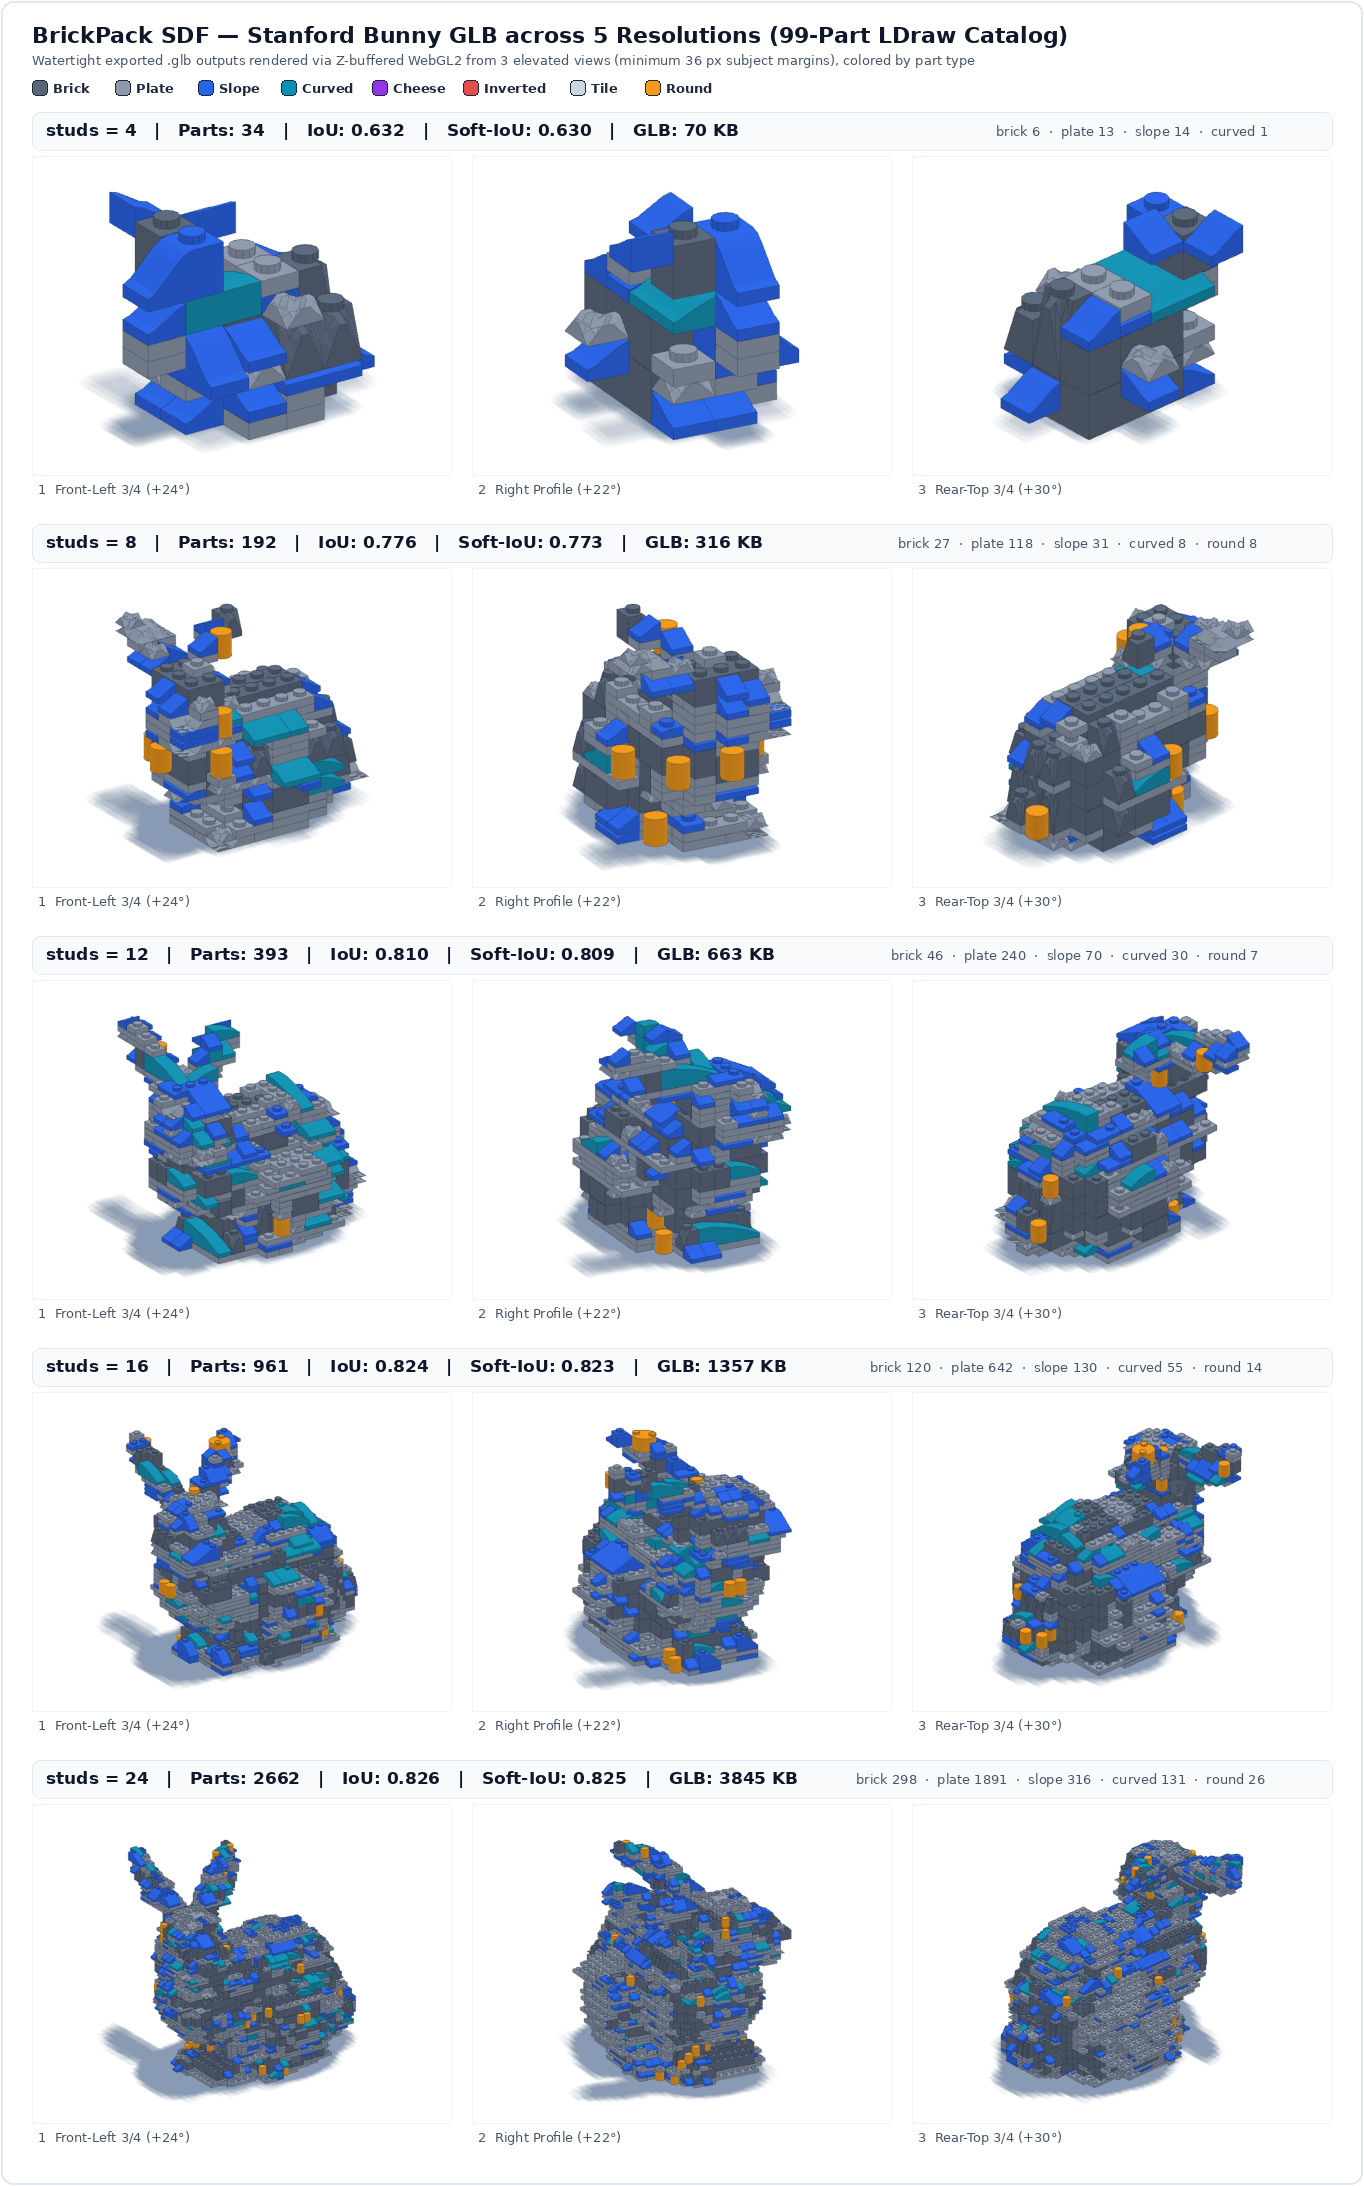 BrickPack SDF — Stanford Bunny GLB across 5 Resolutions (99-Part LDraw Catalog)
Watertight exported .glb outputs rendered via Z-buffered WebGL2 from 3 elevated views (minimum 36 px subject margins), colored by part type
Brick Plate Slope Curved Cheese Inverted Tile Round
studs = 4 | Parts: 34 | IoU: 0.632 | Soft-IoU: 0.630 | GLB: 70 KB brick 6 · plate 13 · slope 14 · curved 1
1 Front-Left 3/4 (+24°) 2 Right Profile (+22°) 3 Rear-Top 3/4 (+30°)
studs = 8 | Parts: 192 | IoU: 0.776 | Soft-IoU: 0.773 | GLB: 316 KB brick 27 · plate 118 · slope 31 · curved 8 · round 8
1 Front-Left 3/4 (+24°) 2 Right Profile (+22°) 3 Rear-Top 3/4 (+30°)
studs = 12 | Parts: 393 | IoU: 0.810 | Soft-IoU: 0.809 | GLB: 663 KB brick 46 · plate 240 · slope 70 · curved 30 · round 7
1 Front-Left 3/4 (+24°) 2 Right Profile (+22°) 3 Rear-Top 3/4 (+30°)
studs = 16 | Parts: 961 | IoU: 0.824 | Soft-IoU: 0.823 | GLB: 1357 KB brick 120 · plate 642 · slope 130 · curved 55 · round 14
1 Front-Left 3/4 (+24°) 2 Right Profile (+22°) 3 Rear-Top 3/4 (+30°)
studs = 24 | Parts: 2662 | IoU: 0.826 | Soft-IoU: 0.825 | GLB: 3845 KB brick 298 · plate 1891 · slope 316 · curved 131 · round 26
1 Front-Left 3/4 (+24°) 2 Right Profile (+22°) 3 Rear-Top 3/4 (+30°)